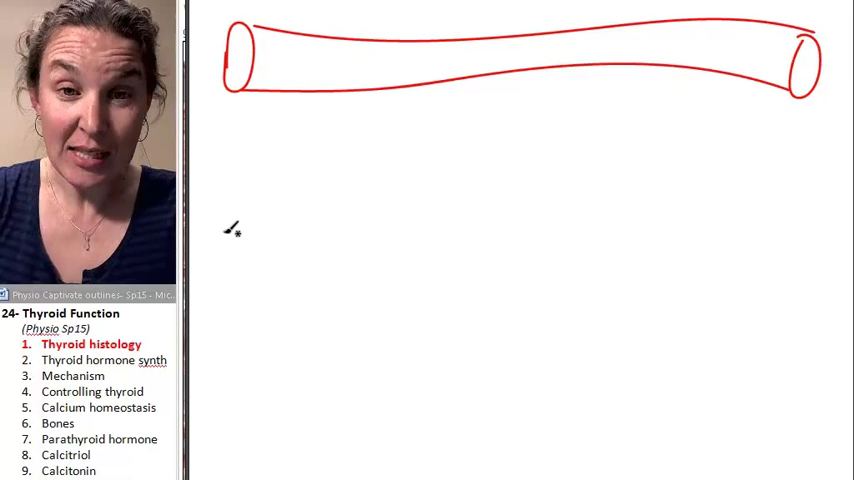 Physio Captivate outlines- Sp15 - Mic...
24- Thyroid Function
(Physio Sp15)
1. Thyroid histology
2. Thyroid hormone synth
3. Mechanism
4. Controlling thyroid
5. Calcium homeostasis
6. Bones
7. Parathyroid hormone
8. Calcitriol
9. Calcitonin